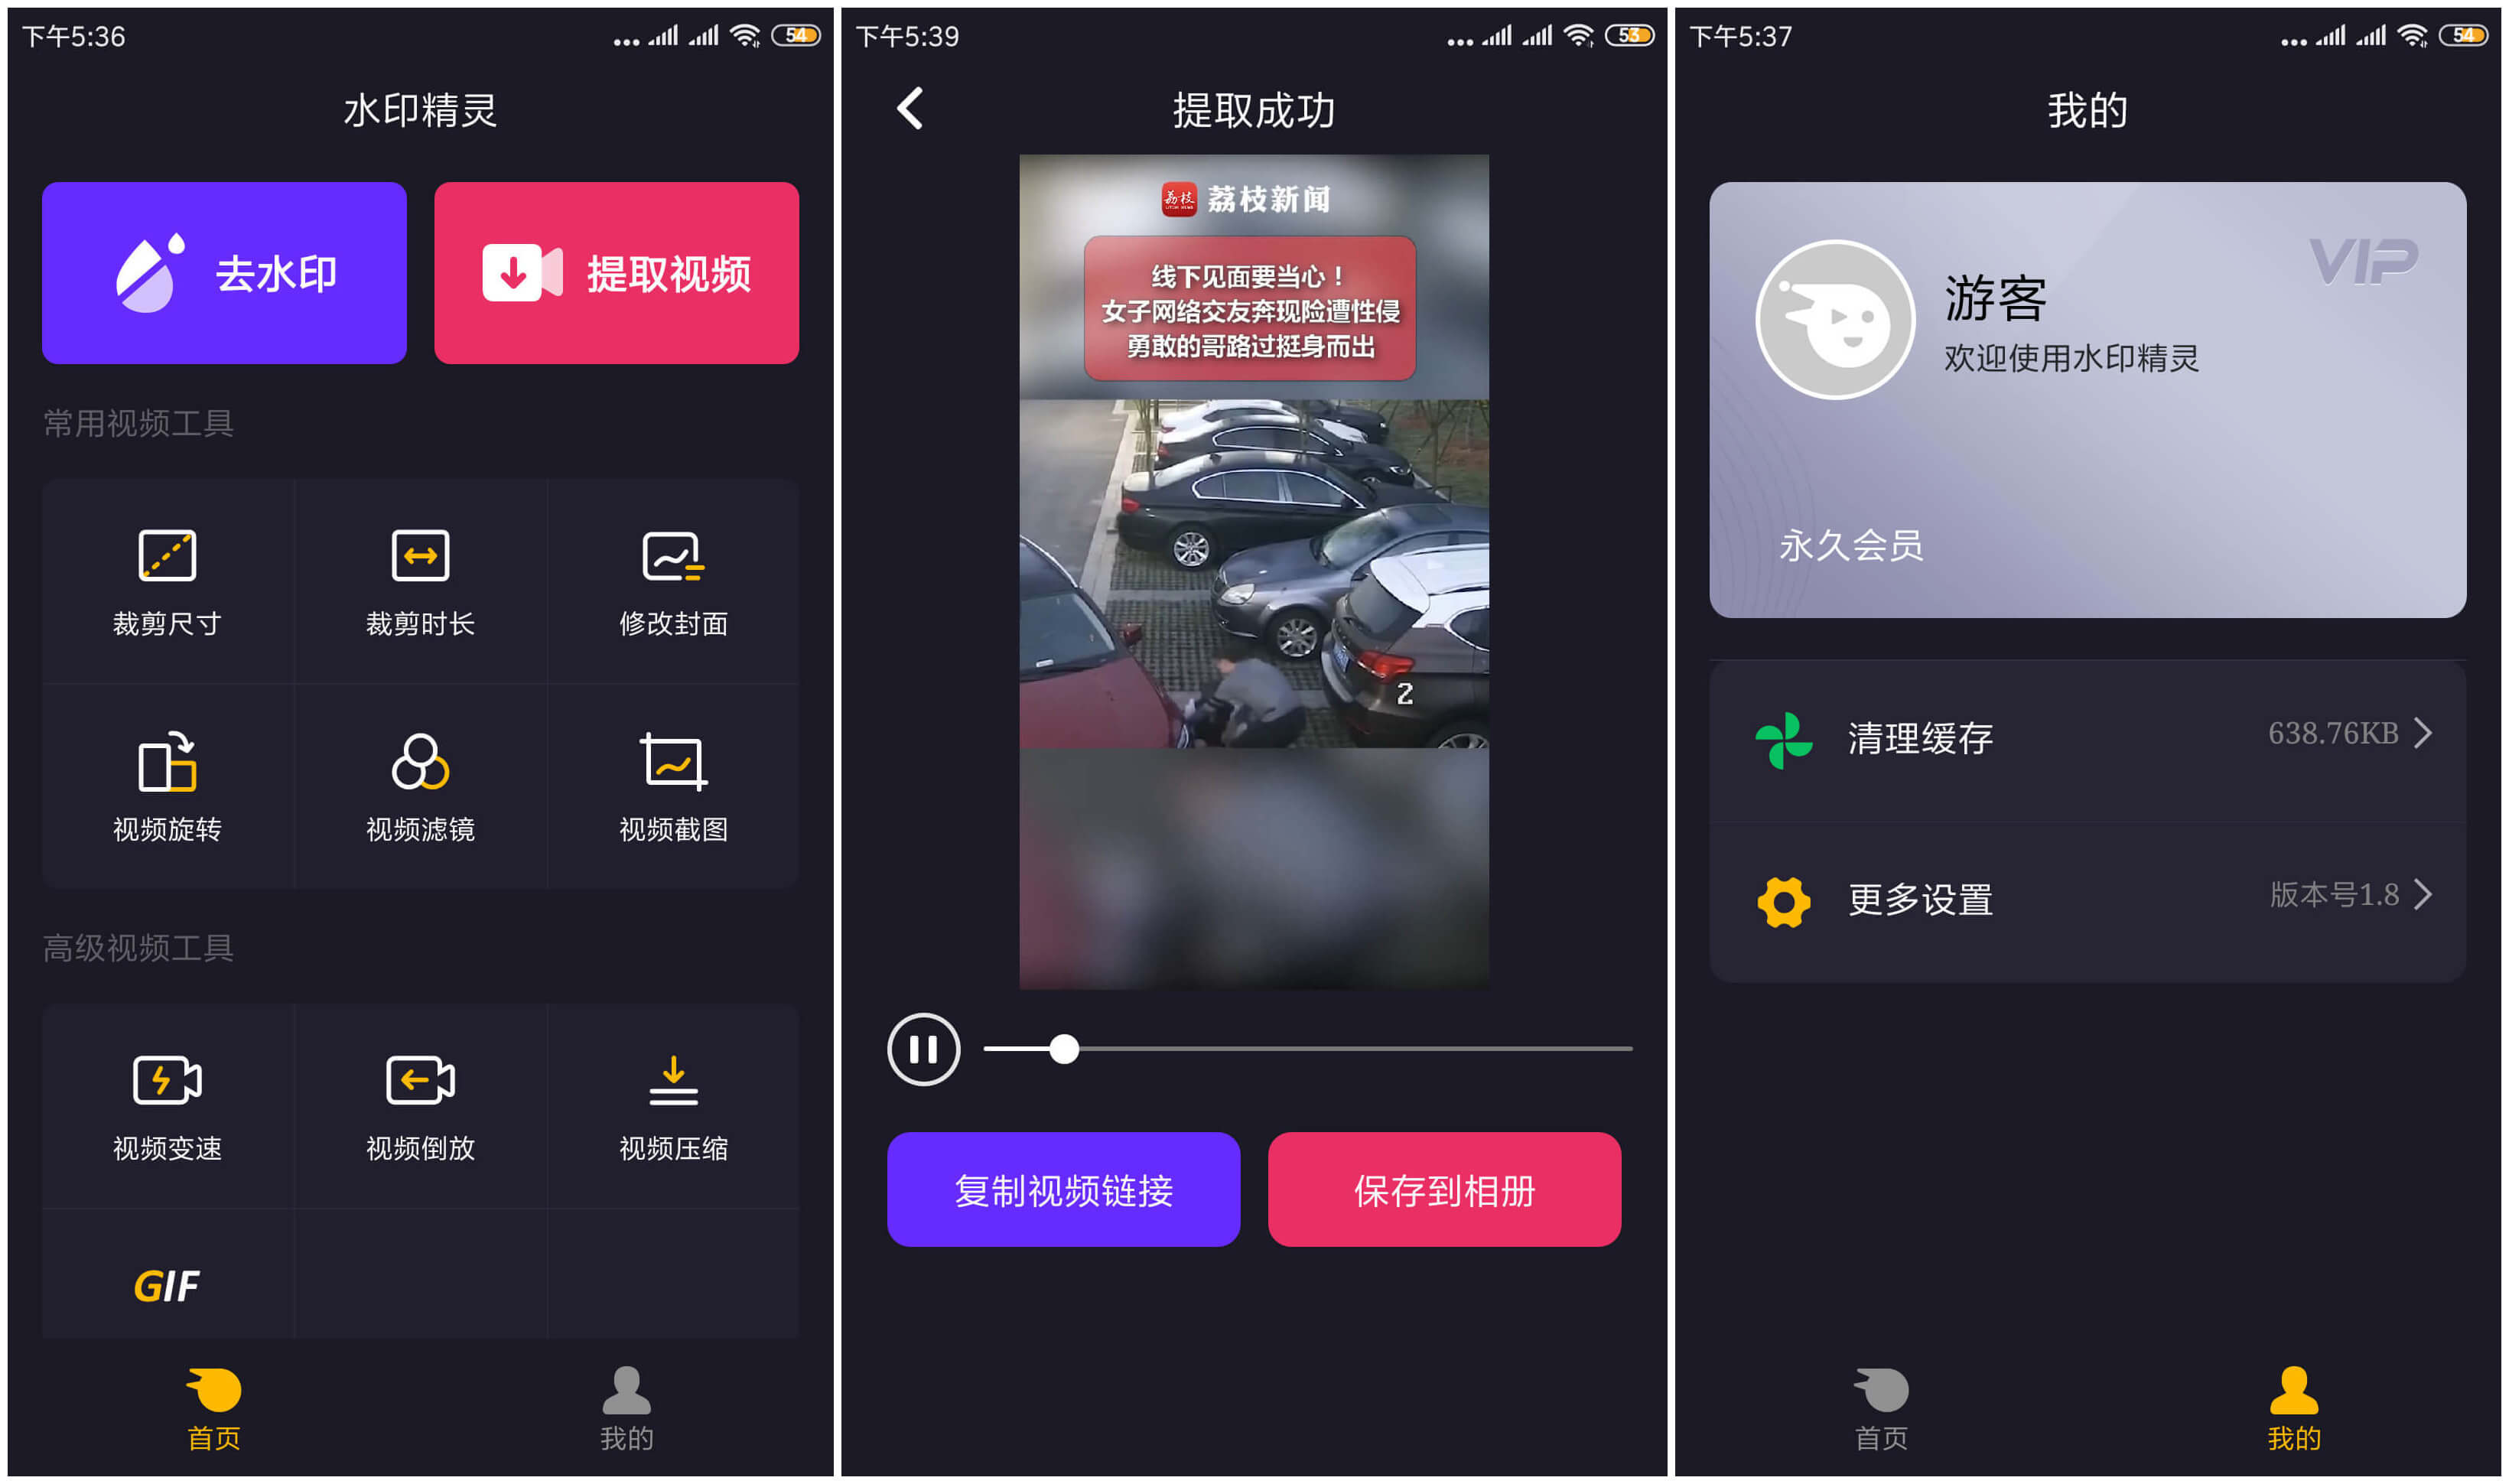 下午5:36
54
水印精灵
去水印
提取视频
常用视频工具
裁剪尺寸
裁剪时长
修改封面
视频旋转
视频滤镜
视频截图
高级视频工具
视频变速
视频倒放
视频压缩
GIF
首页
我的
下午5:39
53
提取成功
荔枝
荔枝新闻
线下见面要当心！
女子网络交友奔现险遭性侵
勇敢的哥路过挺身而出
2
复制视频链接
保存到相册
下午5:37
54
我的
VIP
游客
欢迎使用水印精灵
永久会员
清理缓存
638.76KB
更多设置
版本号1.8
首页
我的